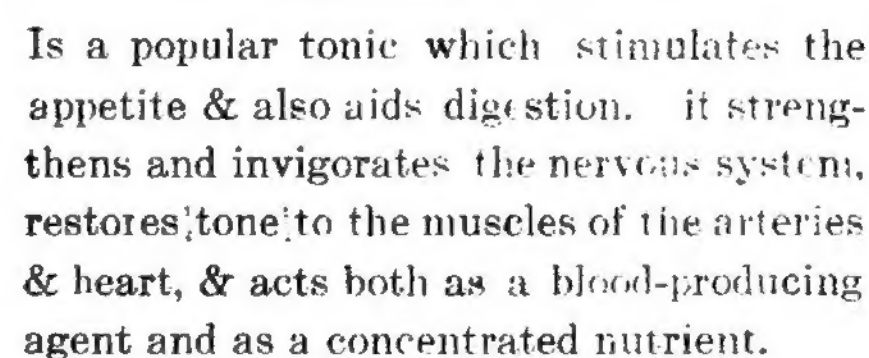 Is a popular tonic which stimulates the
appetite & also aids digestion. it streng-
thens and invigorates the nervous system,
restores tone to the muscles of the arteries
& heart, & acts both as a blood-producing
agent and as a concentrated nutrient.